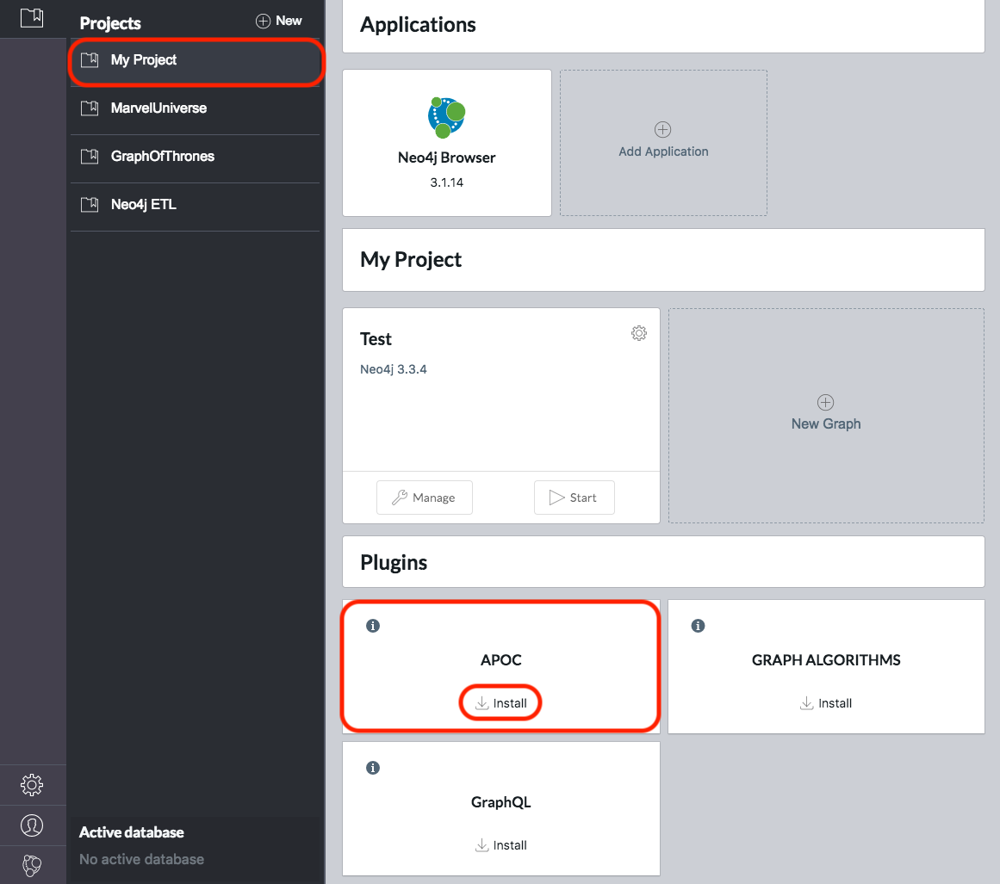 Projects
New
My Project
MarvelUniverse
GraphOfThrones
Neo4j ETL
Active database
No active database
Applications
Neo4j Browser
3.1.14
Add Application
My Project
Test
Neo4j 3.3.4
Manage
Start
New Graph
Plugins
APOC
Install
GRAPH ALGORITHMS
Install
GraphQL
Install